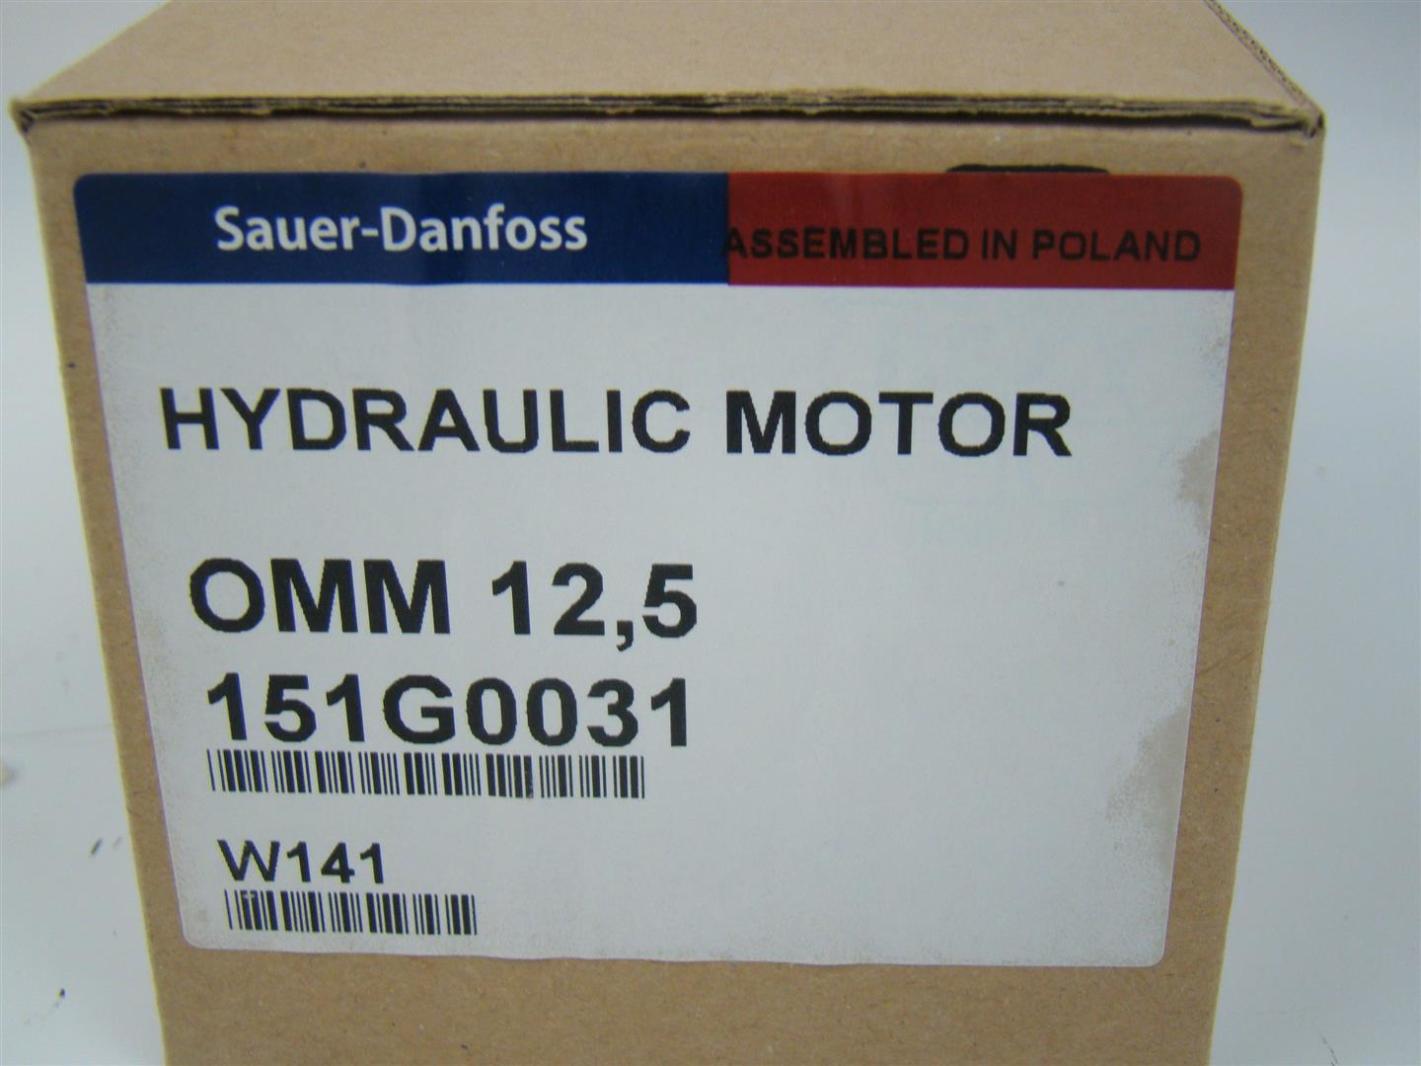 Sauer-Danfoss
ASSEMBLED IN POLAND
HYDRAULIC MOTOR
OMM 12,5
151G0031
W141